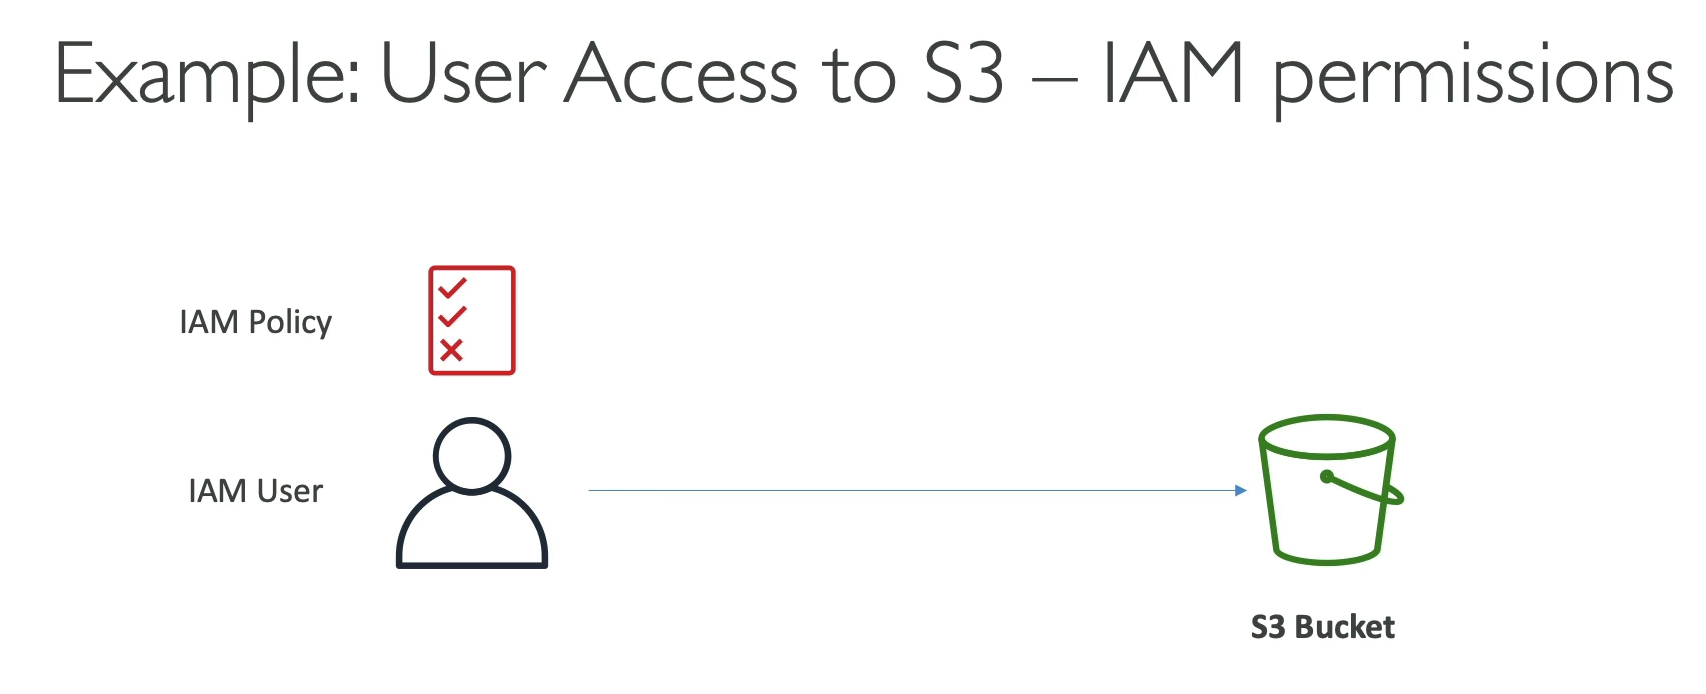 Example: User Access to S3 – IAM permissions
IAM Policy
IAM User
S3 Bucket